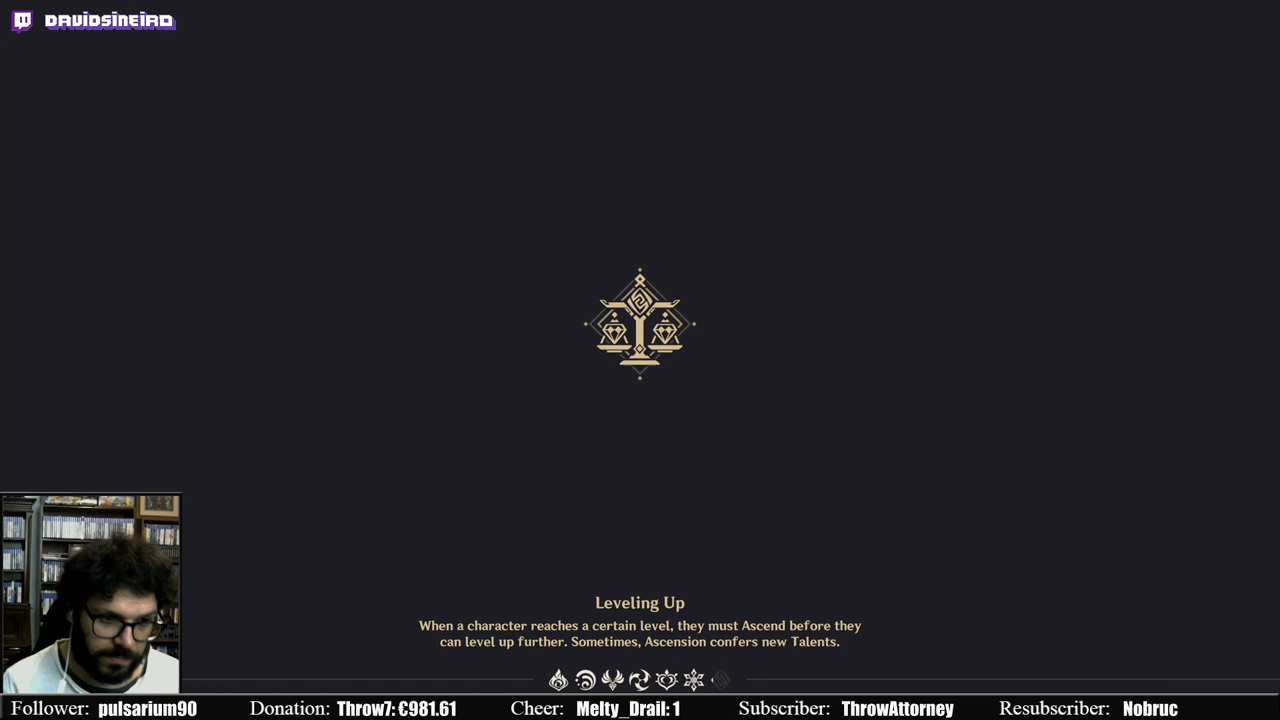 DAVIDSINEIRO
Leveling Up
When a character reaches a certain level, they must Ascend before they
can level up further. Sometimes, Ascension confers new Talents.
Follower: pulsarium90 Donation: Throw7: €981.61 Cheer: Melty_Drail: 1 Subscriber: ThrowAttorney Resubscriber: Nobruc